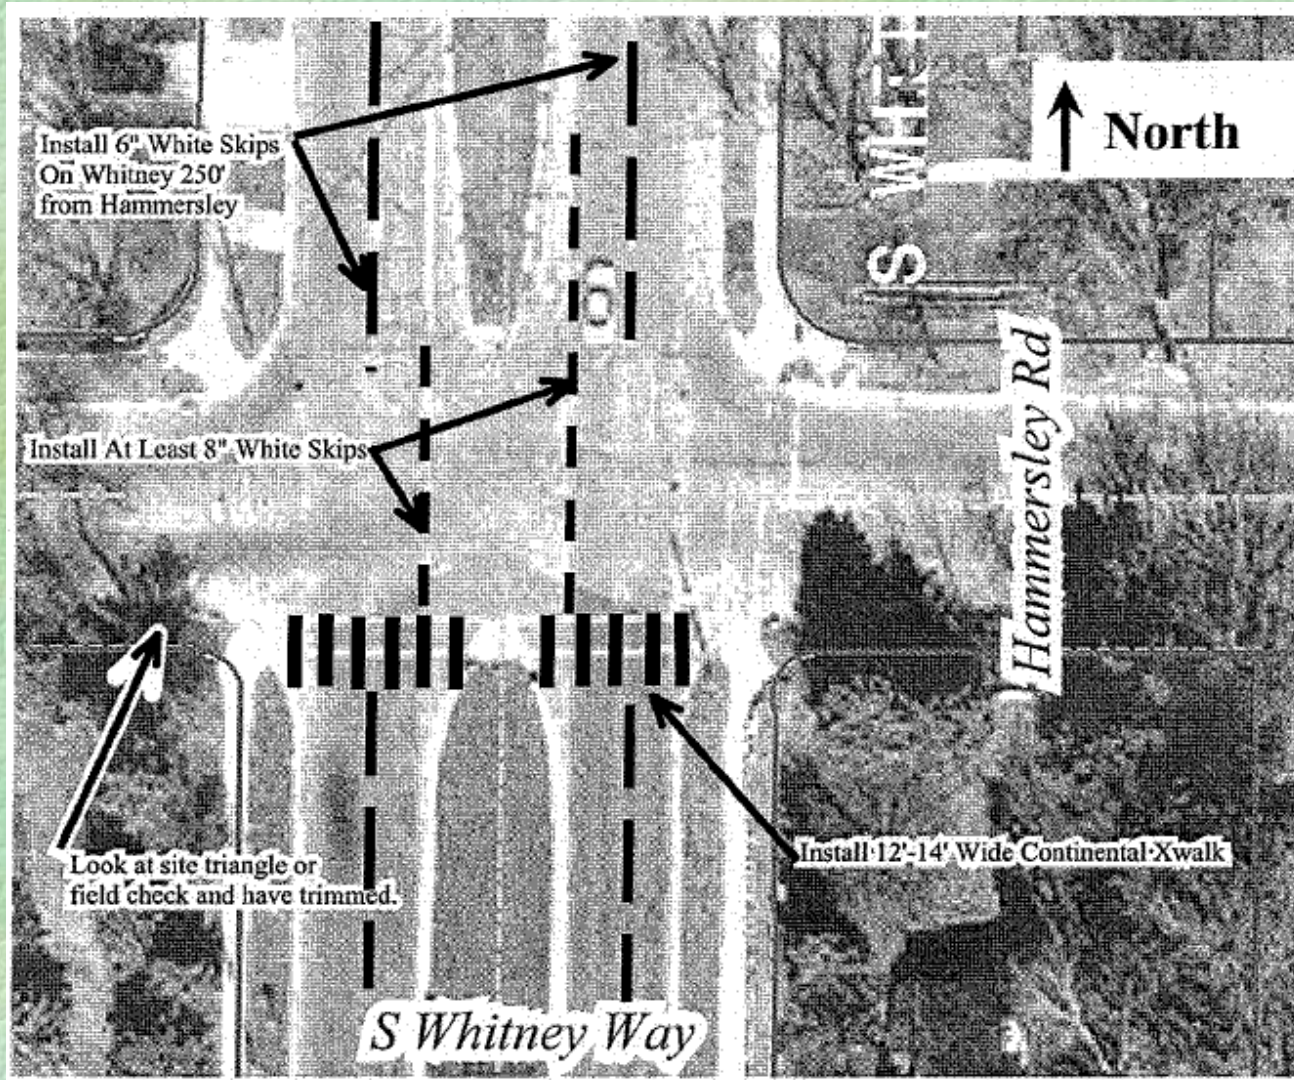 North
Install 6" White Skips
On Whitney 250'
from Hammersley
S WHIT
Hammersley Rd
Install At Least 8" White Skips
Look at site triangle or
field check and have trimmed.
Install 12'-14' Wide Continental Xwalk
S Whitney Way